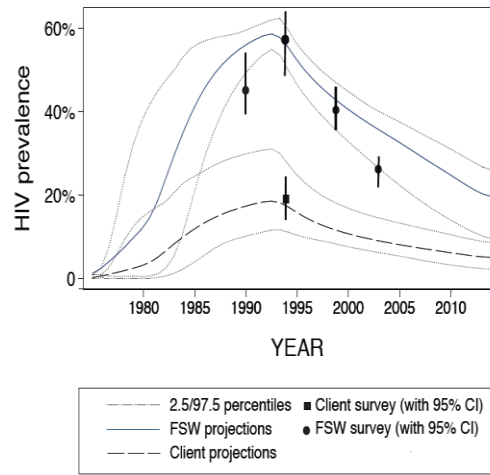 60%
40%
20%
0
HIV prevalence
1980 1985 1990 1995 2000 2005 2010
YEAR
2.5/97.5 percentiles
FSW projections
Client projections
Client survey (with 95% CI)
FSW survey (with 95% CI)